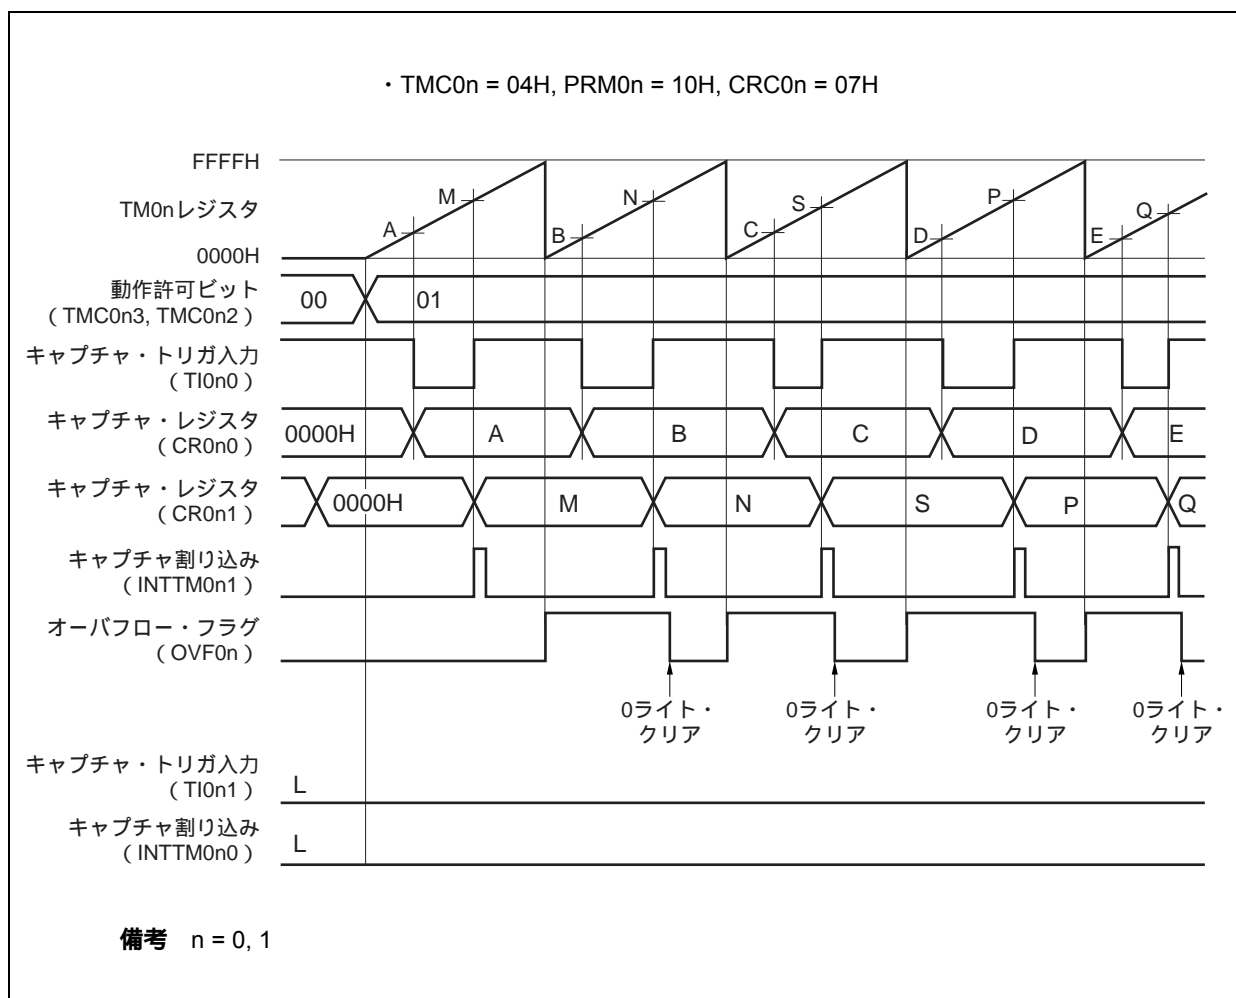 ・TMC0n = 04H, PRM0n = 10H, CRC0n = 07H
FFFFH
TM0nレジスタ
0000H
A
M
B
N
C
S
D
P
E
Q
動作許可ビット
（TMC0n3, TMC0n2）
00
01
キャプチャ・トリガ入力
（TI0n0）
キャプチャ・レジスタ
（CR0n0）
0000H
A
B
C
D
E
キャプチャ・レジスタ
（CR0n1）
0000H
M
N
S
P
Q
キャプチャ割り込み
（INTTM0n1）
オーバフロー・フラグ
（OVF0n）
0ライト・
クリア
0ライト・
クリア
0ライト・
クリア
0ライト・
クリア
キャプチャ・トリガ入力
（TI0n1）
L
キャプチャ割り込み
（INTTM0n0）
L
備考 n = 0, 1